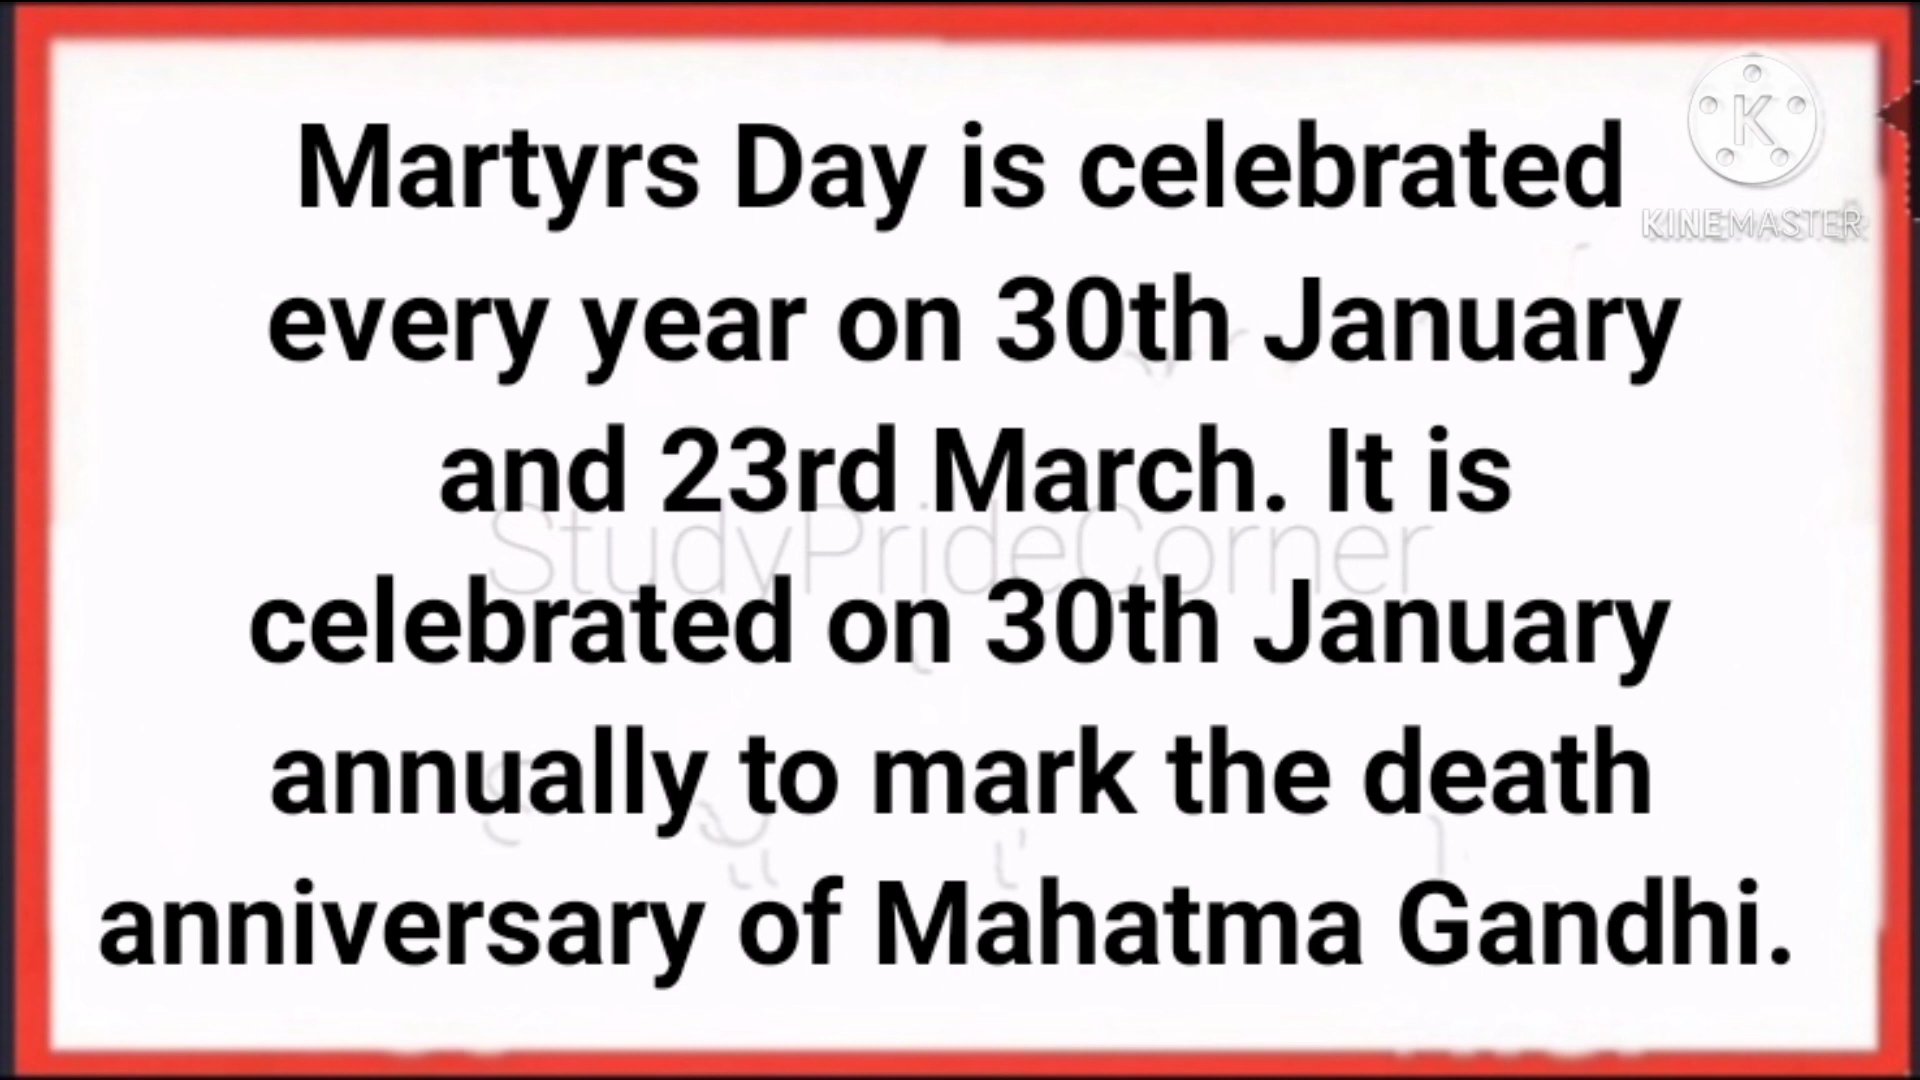 Martyrs Day is celebrated
every year on 30th January
and 23rd March. It is
celebrated on 30th January
annually to mark the death
anniversary of Mahatma Gandhi.
K
KINEMASTER
StudyPrideCorner